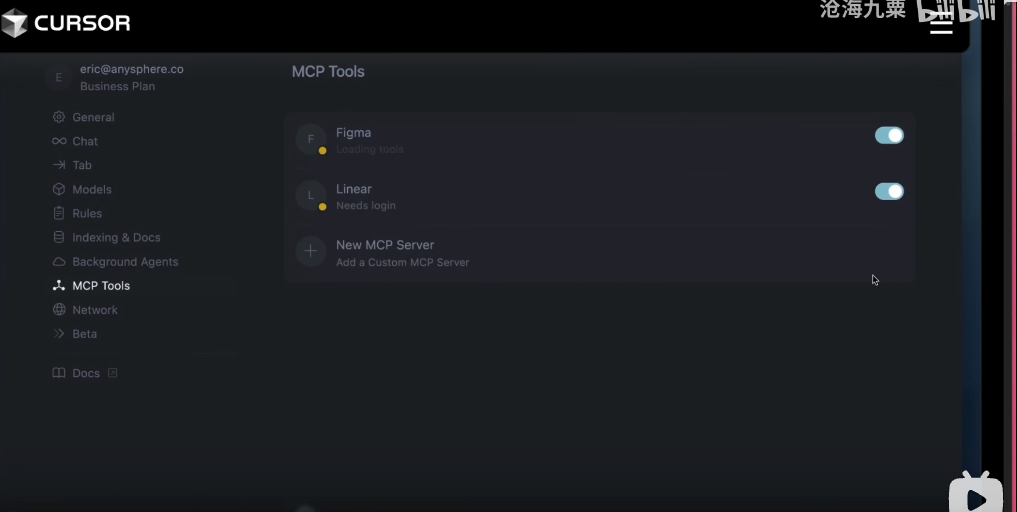 沧海九粟 bilibili
CURSOR
E
eric@anysphere.co
Business Plan
General
Chat
Tab
Models
Rules
Indexing & Docs
Background Agents
MCP Tools
Network
Beta
Docs
MCP Tools
F
Figma
Loading tools
L
Linear
Needs login
New MCP Server
Add a Custom MCP Server